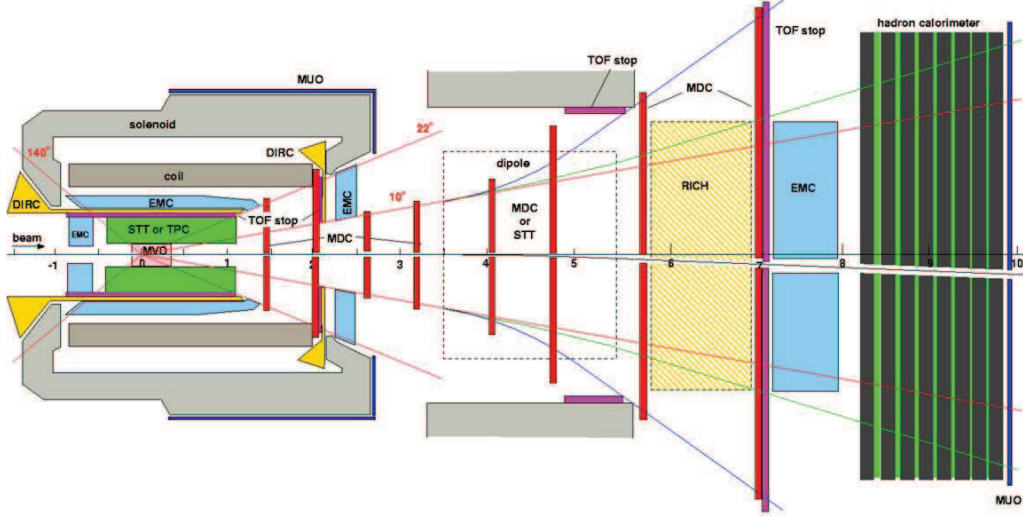 hadron calorimeter
TOF stop
TOF stop
MUO
MDC
solenoid
22°
140°
DIRC
dipole
coil
EMC
RICH
EMC
DIRC
EMC
10°
TOF stop
MDC
or
STT
STT or TPC
EMC
MDC
beam
MVD
-1
0
1
2
3
4
5
6
7
8
9
10
MUO